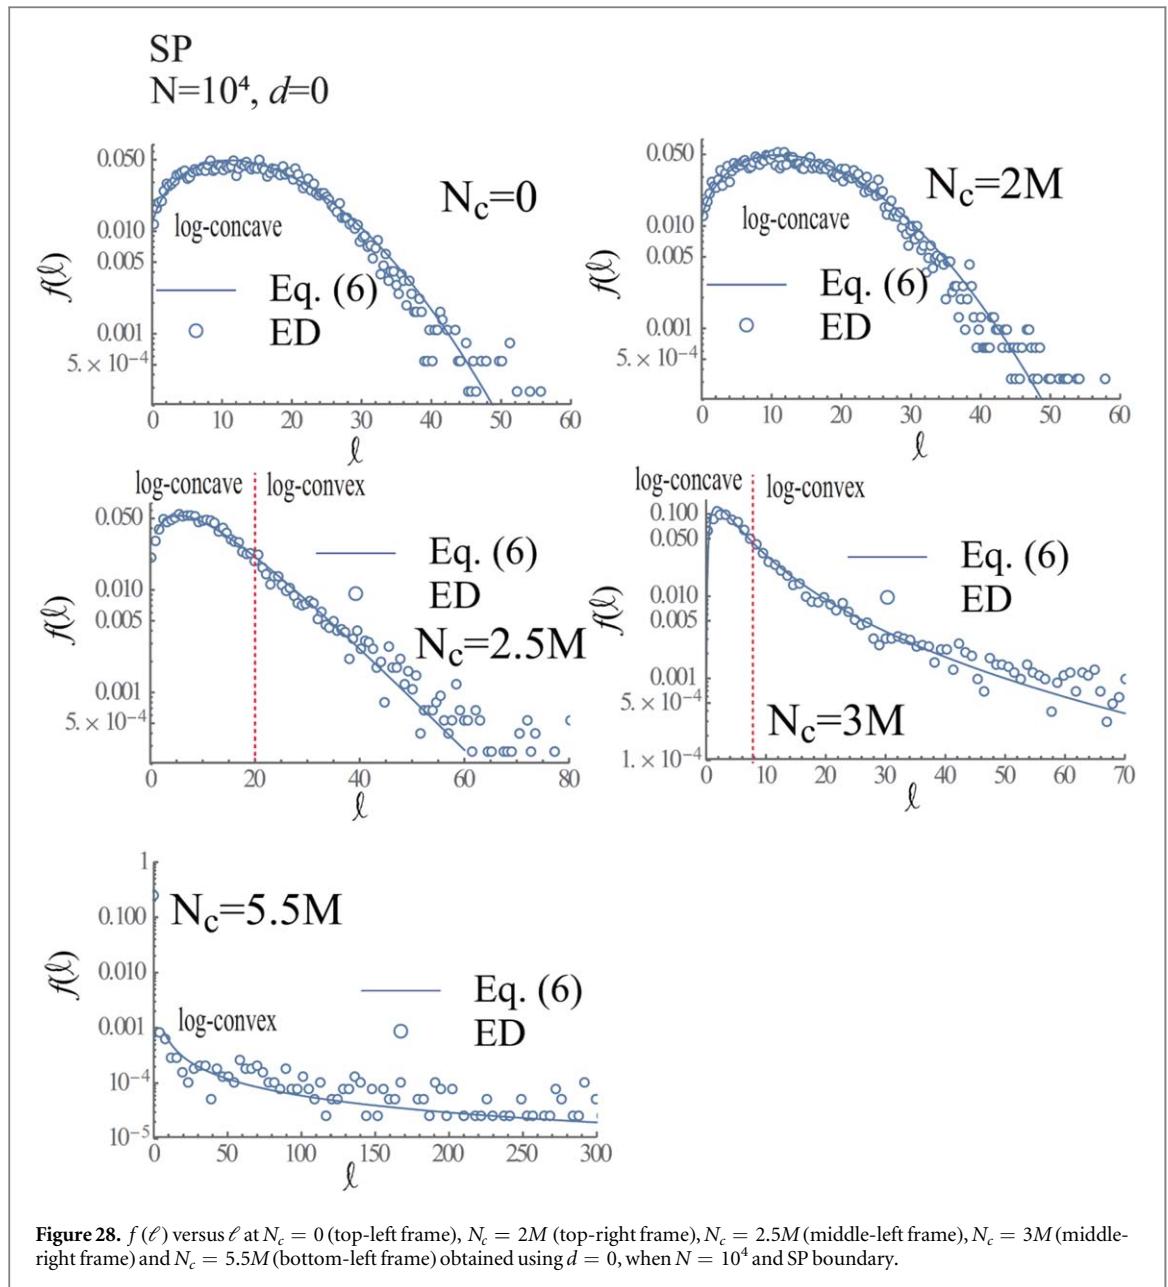 SP
N=10⁴, d=0
0.050
0.010
0.005
0.001
5. × 10⁻⁴
f(ℓ)
log-concave
N_c=0
Eq. (6)
ED
0 10 20 30 40 50 60
ℓ
0.050
0.010
0.005
0.001
5. × 10⁻⁴
f(ℓ)
log-concave
N_c=2M
Eq. (6)
ED
0 10 20 30 40 50 60
ℓ
log-concave log-convex
0.050
0.010
0.005
0.001
5. × 10⁻⁴
f(ℓ)
Eq. (6)
ED
N_c=2.5M
0 20 40 60 80
ℓ
log-concave log-convex
0.100
0.050
0.010
0.005
0.001
5. × 10⁻⁴
1. × 10⁻⁴
f(ℓ)
Eq. (6)
ED
N_c=3M
0 10 20 30 40 50 60 70
ℓ
1
0.100
0.010
0.001
10⁻⁴
10⁻⁵
f(ℓ)
N_c=5.5M
Eq. (6)
ED
log-convex
0 50 100 150 200 250 300
ℓ
Figure 28. f(ℓ) versus ℓ at N_c = 0 (top-left frame), N_c = 2M (top-right frame), N_c = 2.5M (middle-left frame), N_c = 3M (middle-
right frame) and N_c = 5.5M (bottom-left frame) obtained using d = 0, when N = 10⁴ and SP boundary.